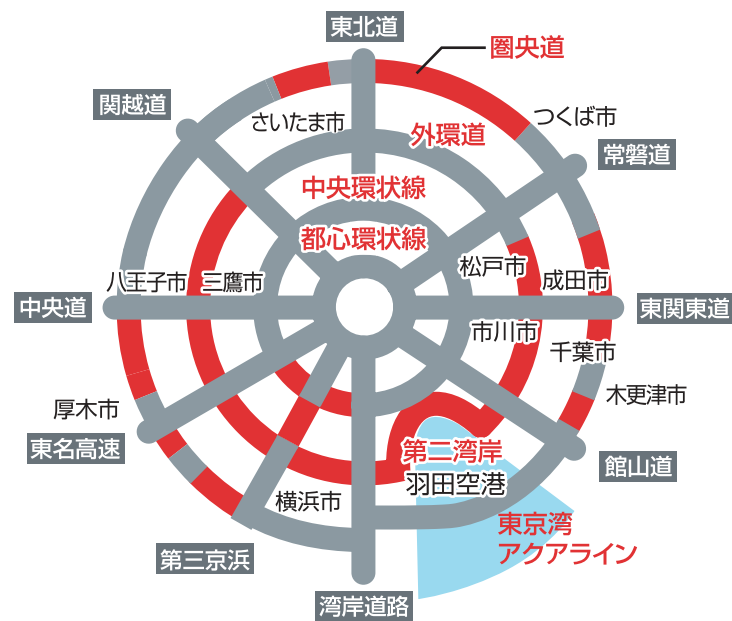 東北道
圏央道
関越道
さいたま市
つくば市
外環道
常磐道
中央環状線
都心環状線
松戸市
成田市
八王子市
三鷹市
中央道
東関東道
市川市
千葉市
木更津市
厚木市
東名高速
第二湾岸
館山道
羽田空港
横浜市
東京湾
アクアライン
第三京浜
湾岸道路